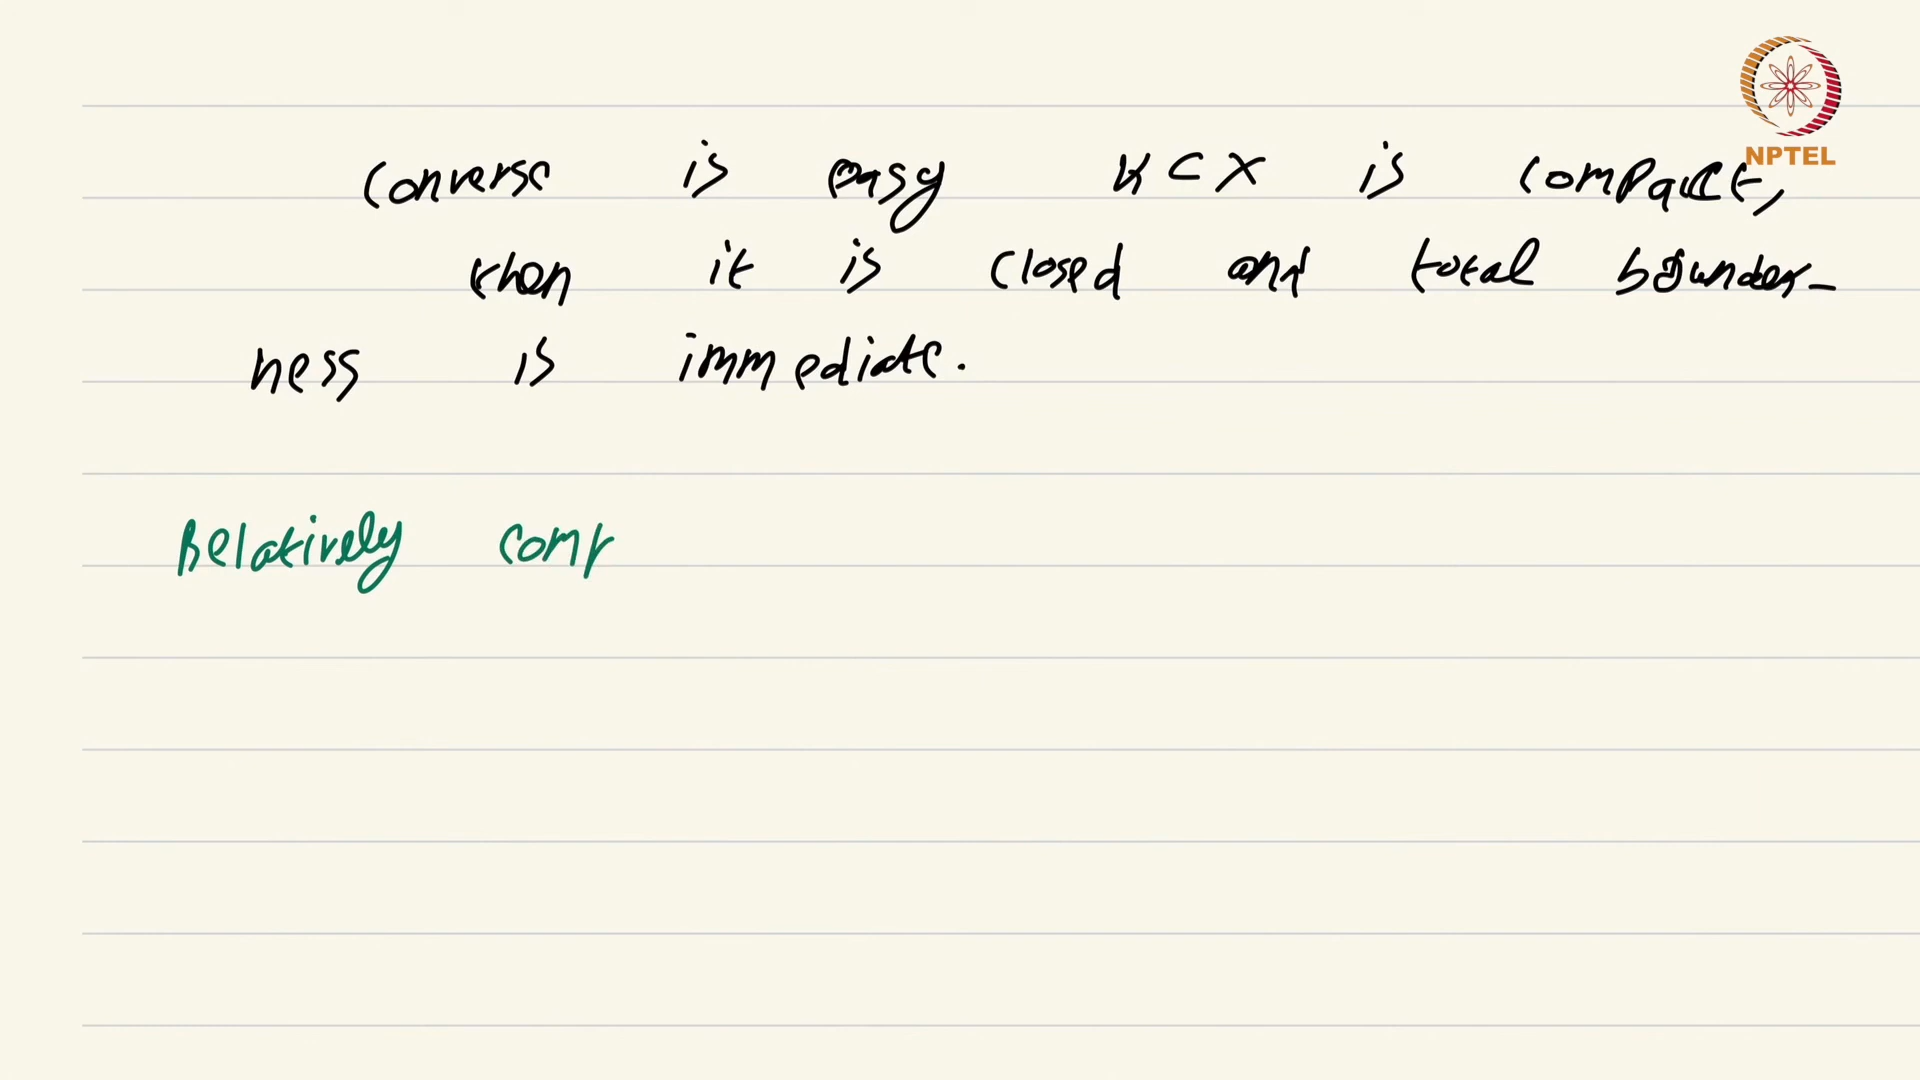 NPTEL
Converse is easy K ⊂ X is compact,
then it is closed and total bounded-
ness is immediate.
Relatively comp